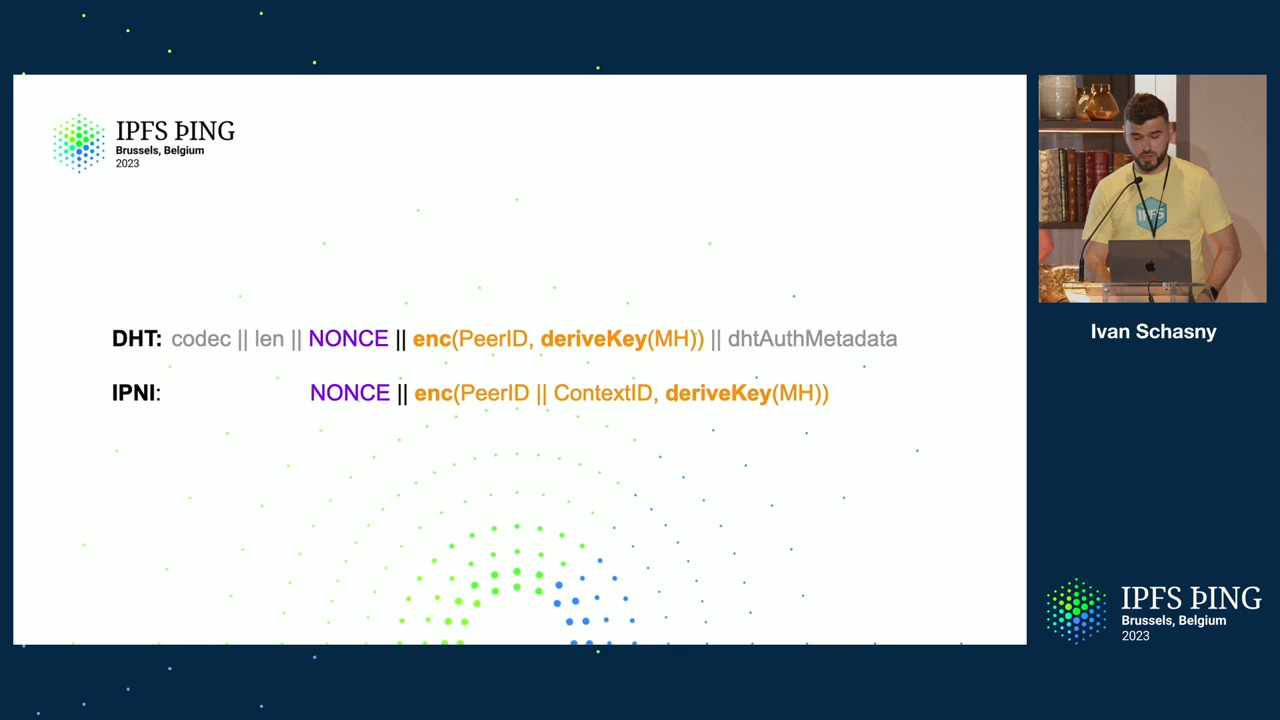 IPFS ÞING
Brussels, Belgium
2023
DHT: codec || len || NONCE || enc(PeerID, deriveKey(MH)) || dhtAuthMetadata
IPNI: NONCE || enc(PeerID || ContextID, deriveKey(MH))
IPFS
Ivan Schasny
IPFS ÞING
Brussels, Belgium
2023